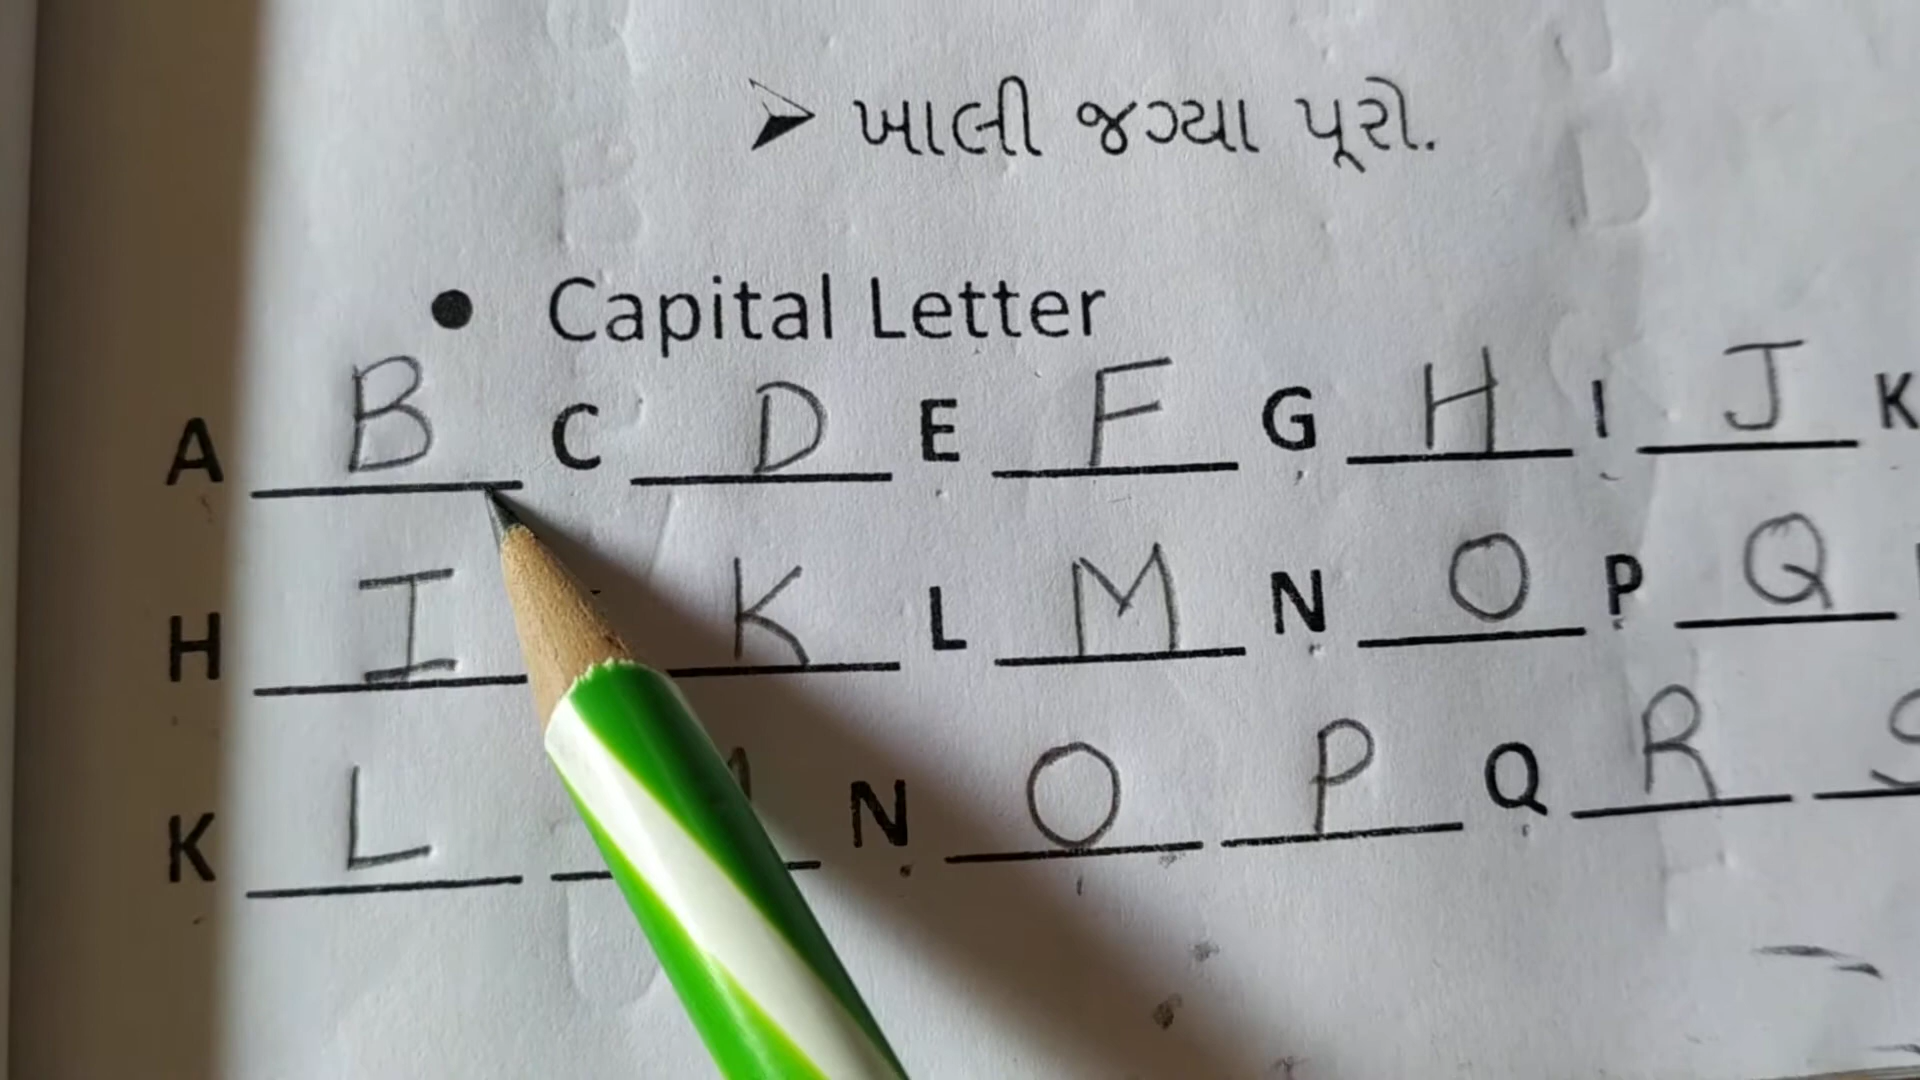 ➤ ખાલી જગ્યા પૂરો.
• Capital Letter
A B C D E F G H I J K
H I K L M N O P Q
K L N O P Q R S